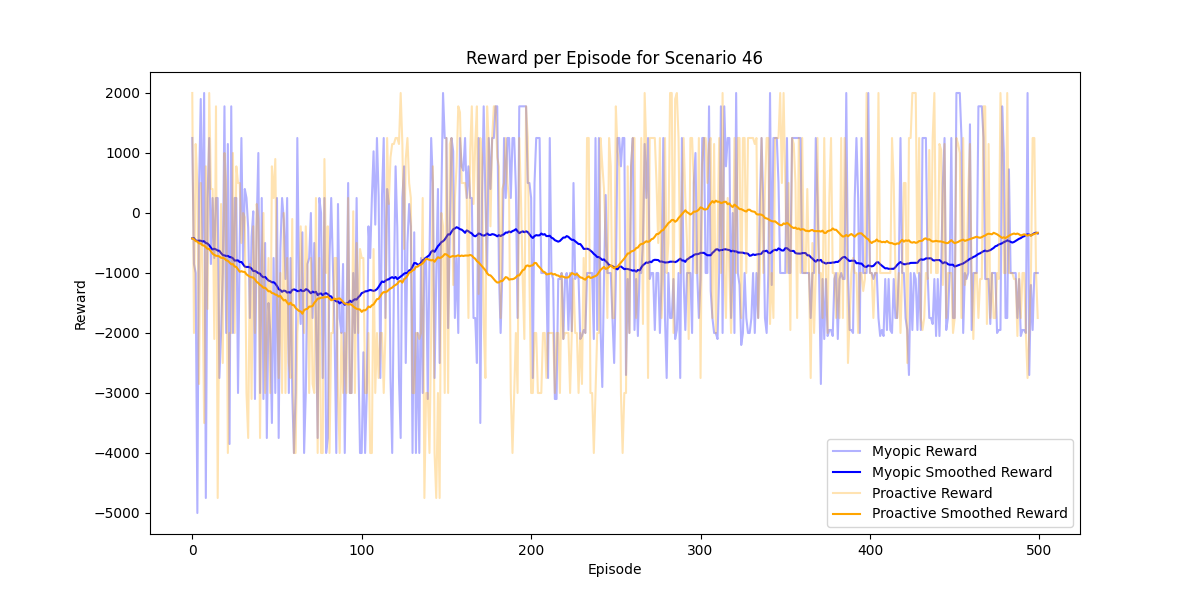 Reward per Episode for Scenario 46
Reward
2000
1000
0
−1000
−2000
−3000
−4000
−5000
0 100 200 300 400 500
Episode
Myopic Reward
Myopic Smoothed Reward
Proactive Reward
Proactive Smoothed Reward